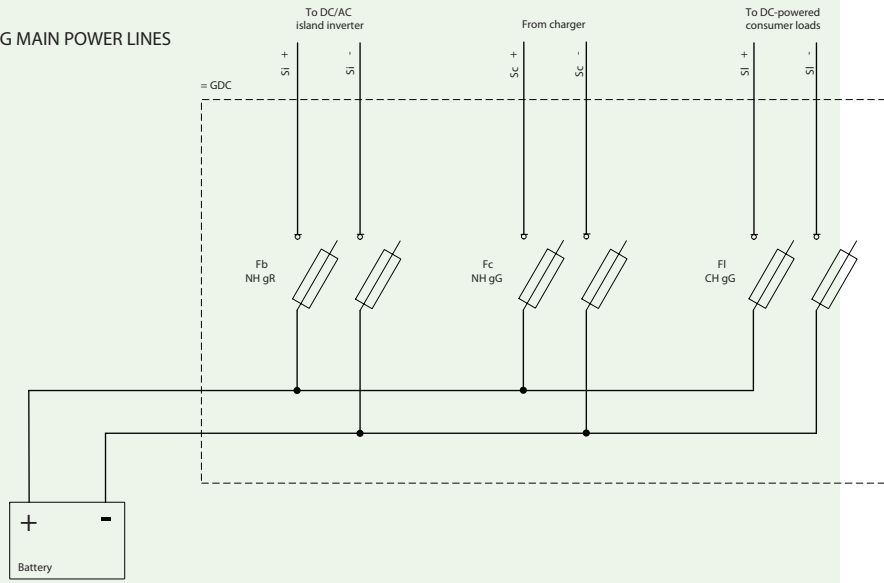 To DC/AC
island inverter
From charger
To DC-powered
consumer loads
G MAIN POWER LINES
Si + Si - Sc + Sc - Sl + Sl -
= GDC
Fb
NH gR
Fc
NH gG
Fl
CH gG
+ -
Battery